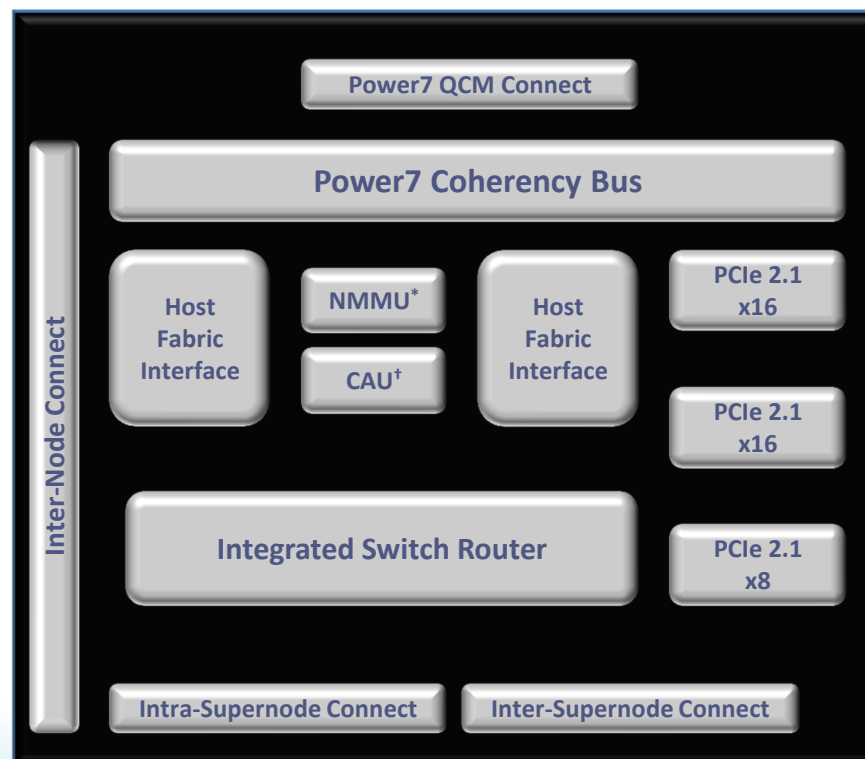 Power7 QCM Connect
Power7 Coherency Bus
Inter-Node Connect
Host
Fabric
Interface
NMMU*
CAU†
Host
Fabric
Interface
PCIe 2.1
x16
PCIe 2.1
x16
Integrated Switch Router
PCIe 2.1
x8
Intra-Supernode Connect
Inter-Supernode Connect